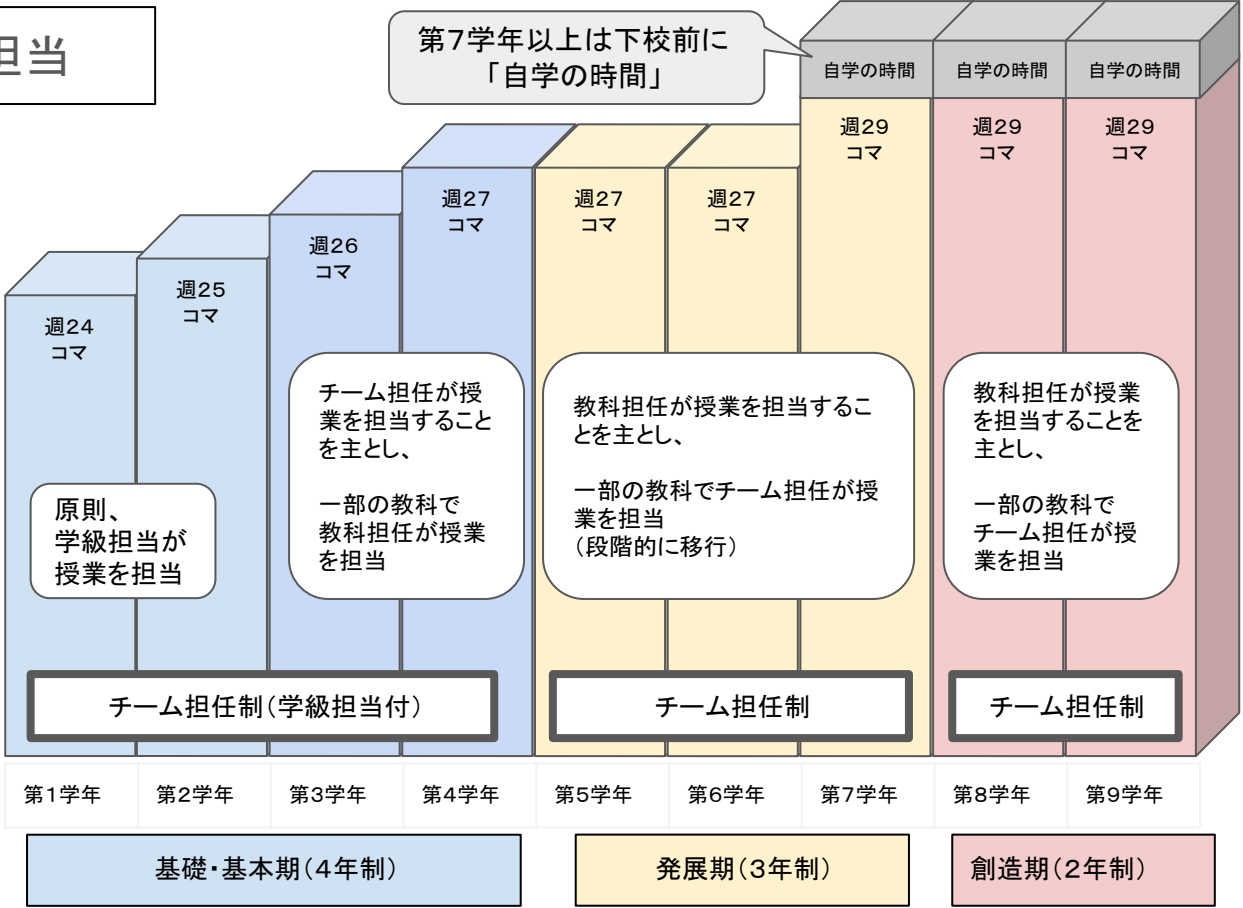 担当
第7学年以上は下校前に
「自学の時間」
自学の時間
自学の時間
自学の時間
週24
コマ
週25
コマ
週26
コマ
週27
コマ
週27
コマ
週27
コマ
週29
コマ
週29
コマ
週29
コマ
原則、
学級担当が
授業を担当
チーム担任が授
業を担当すること
を主とし、
一部の教科で
教科担任が授業
を担当
教科担任が授業を担当するこ
とを主とし、
一部の教科でチーム担任が授
業を担当
(段階的に移行)
教科担任が授業
を担当することを
主とし、
一部の教科で
チーム担任が授
業を担当
チーム担任制(学級担当付)
チーム担任制
チーム担任制
第1学年
第2学年
第3学年
第4学年
第5学年
第6学年
第7学年
第8学年
第9学年
基礎・基本期(4年制)
発展期(3年制)
創造期(2年制)